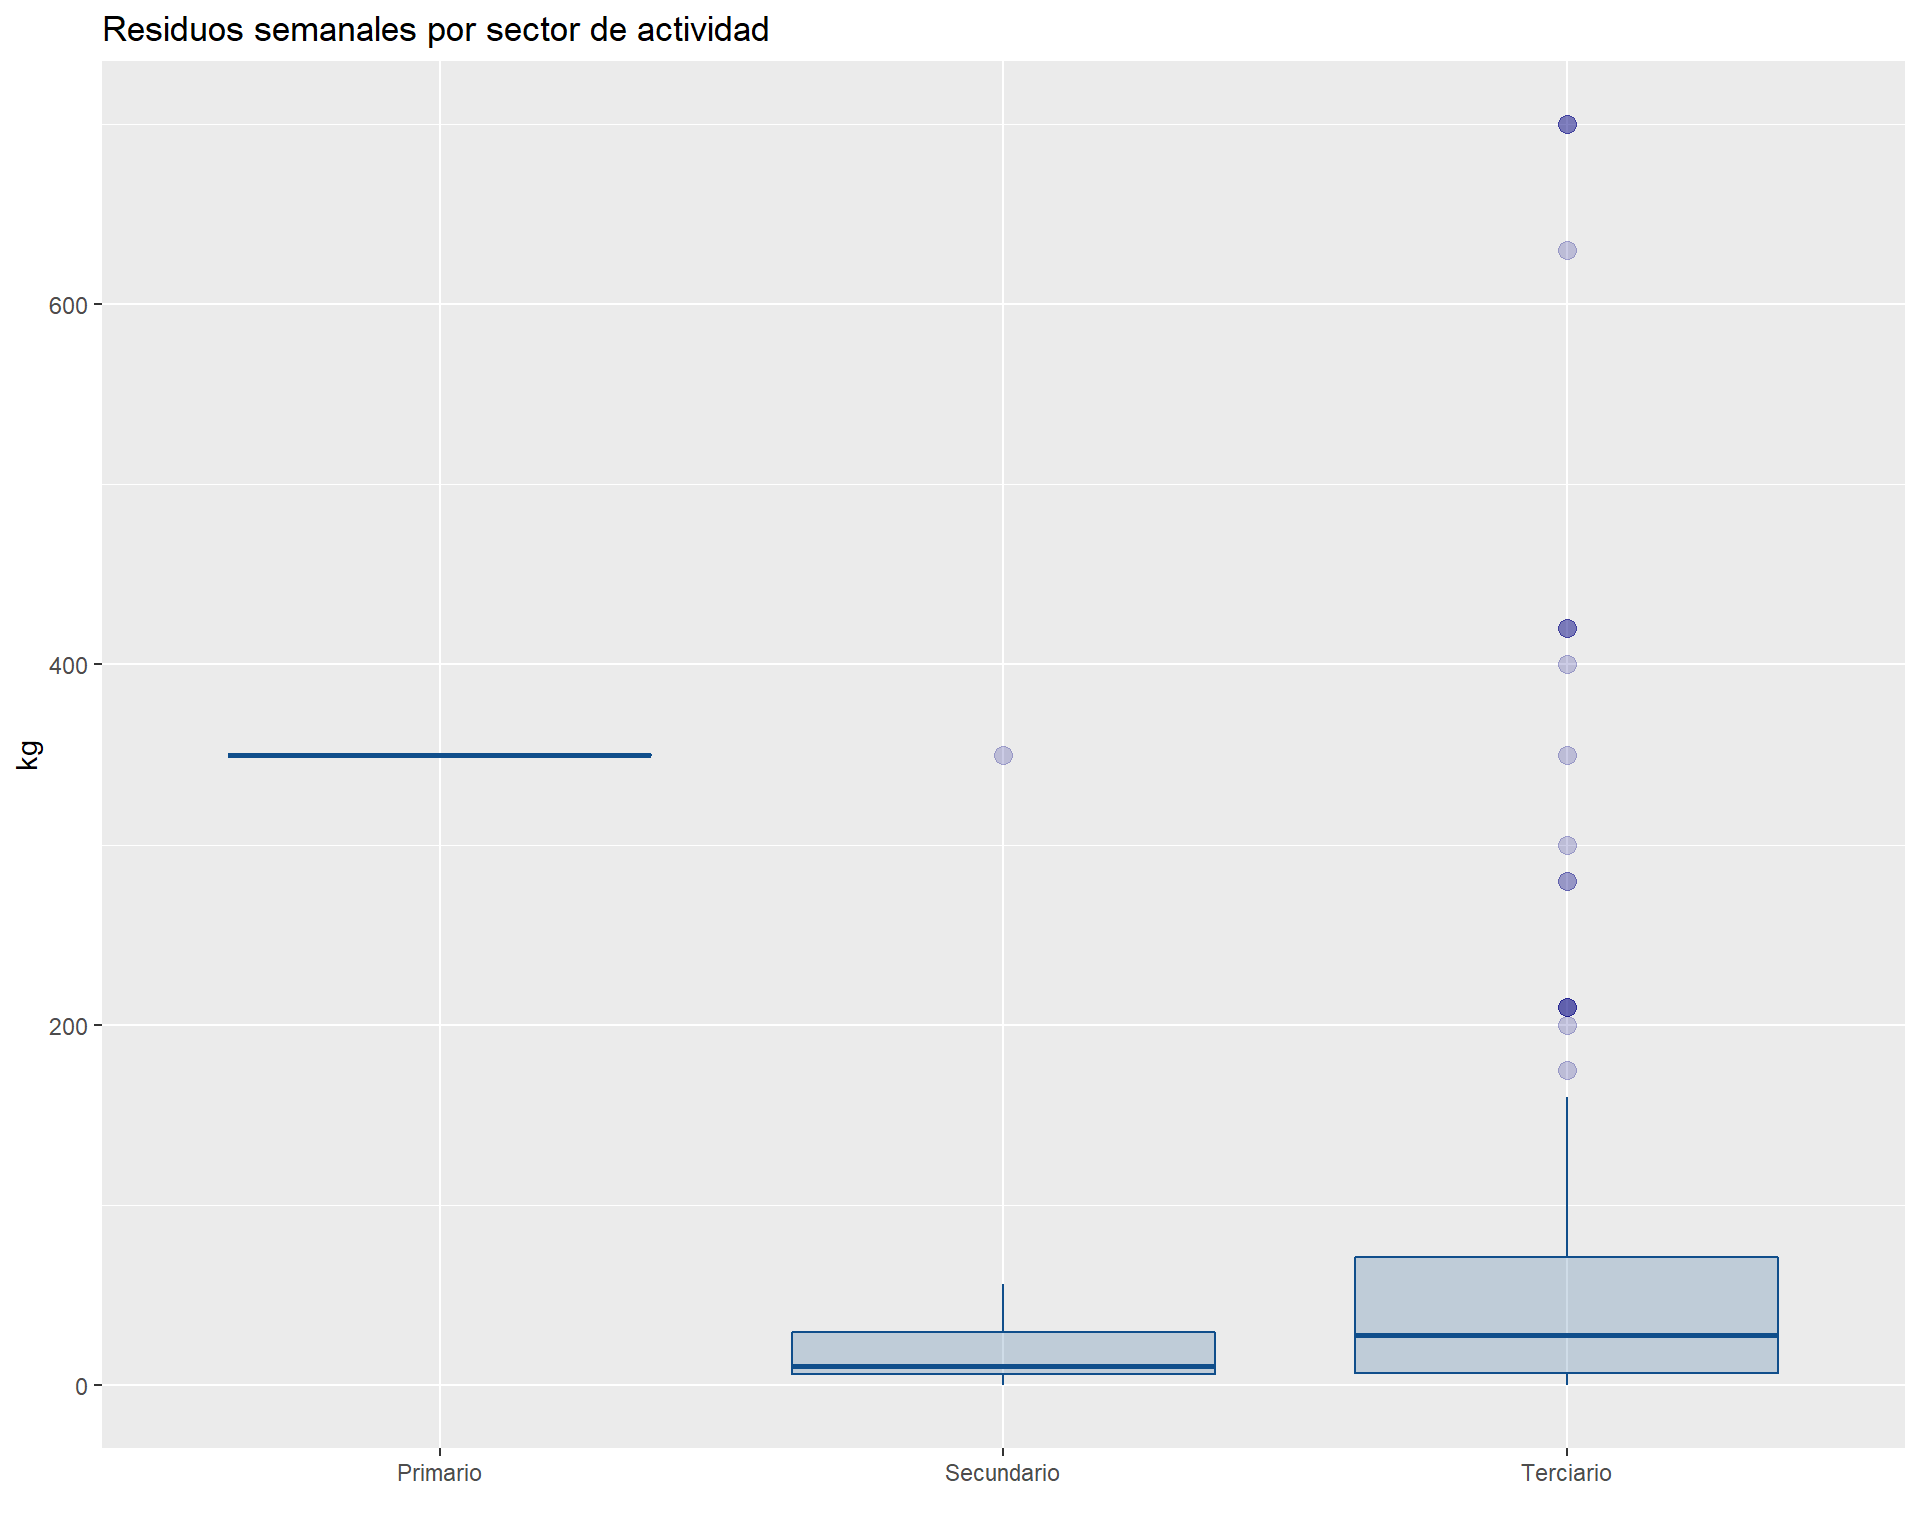 Residuos semanales por sector de actividad
kg
600
400
200
0
Primario
Secundario
Terciario